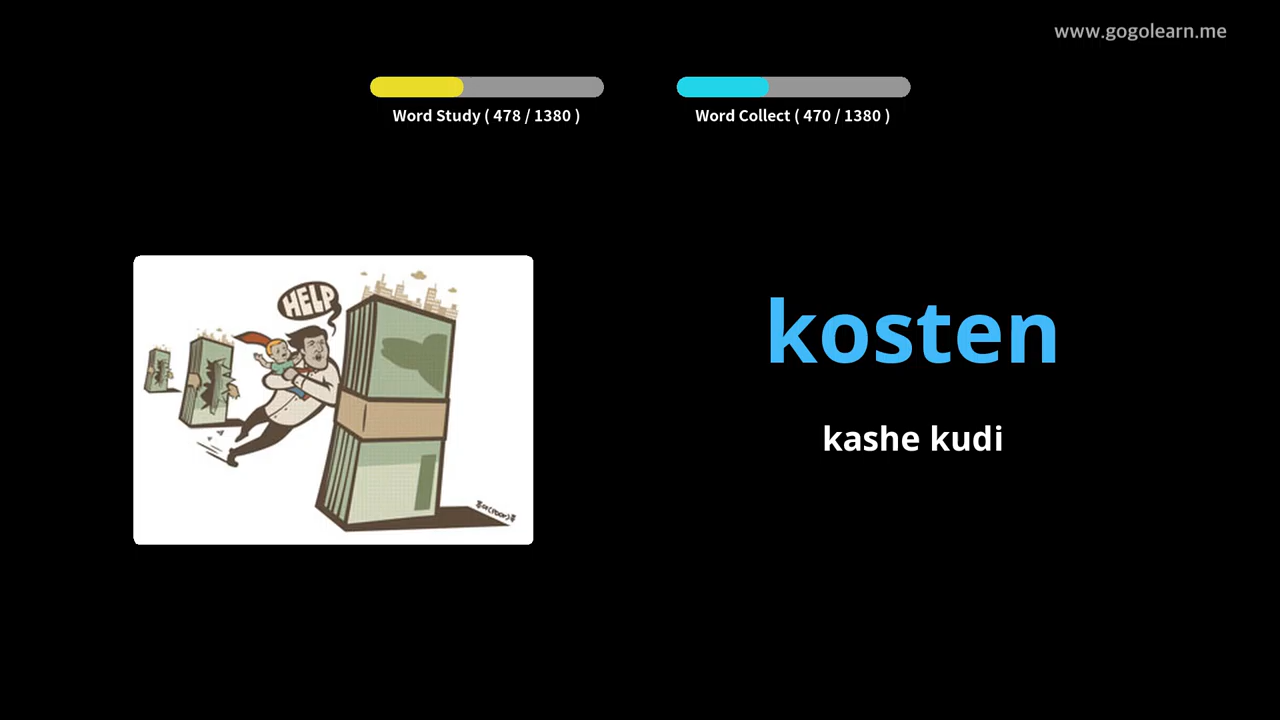 www.gogolearn.me
Word Study ( 478 / 1380 )
Word Collect ( 470 / 1380 )
HELP
kosten
kashe kudi